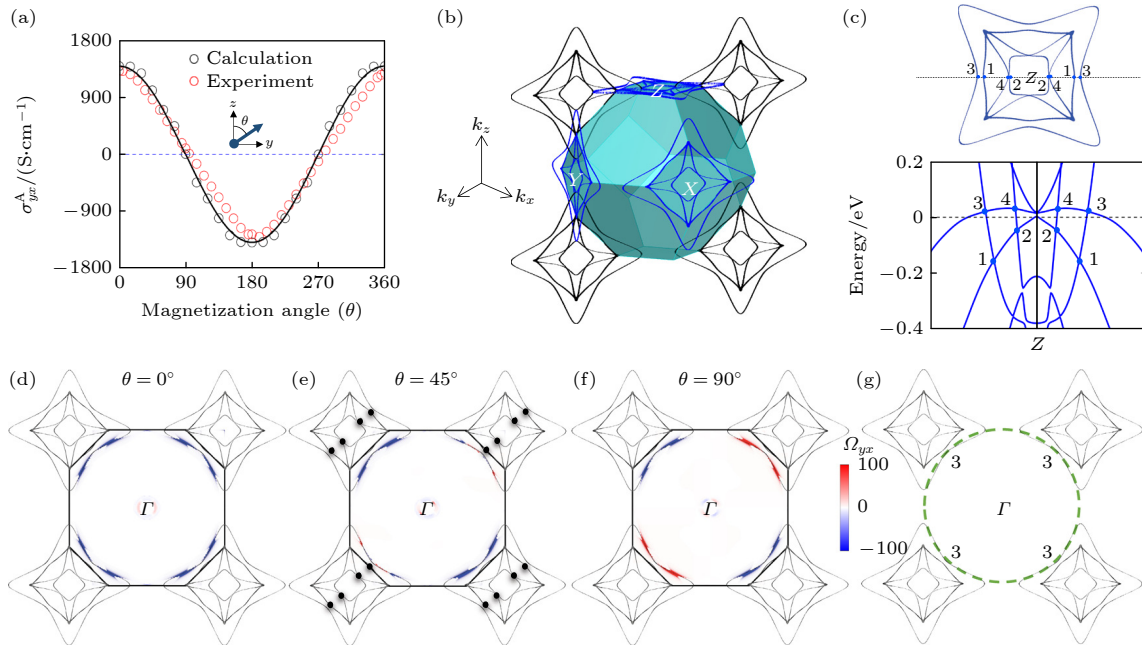 (a)
1800
900
0
−900
−1800
σ^A_yx/(S·cm⁻¹)
Calculation
Experiment
z
θ
y
0 90 180 270 360
Magnetization angle (θ)
(b)
k_z
k_y k_x
Z
Y
X
(c)
3 1 1 3
4 2 Z 2 4
0.2
0
−0.2
−0.4
Energy/eV
3 4 4 3
2 2
1 1
Z
(d) θ = 0°
Γ
(e) θ = 45°
Γ
(f) θ = 90°
Γ
Ω_yx
100
0
−100
(g)
3 3
Γ
3 3